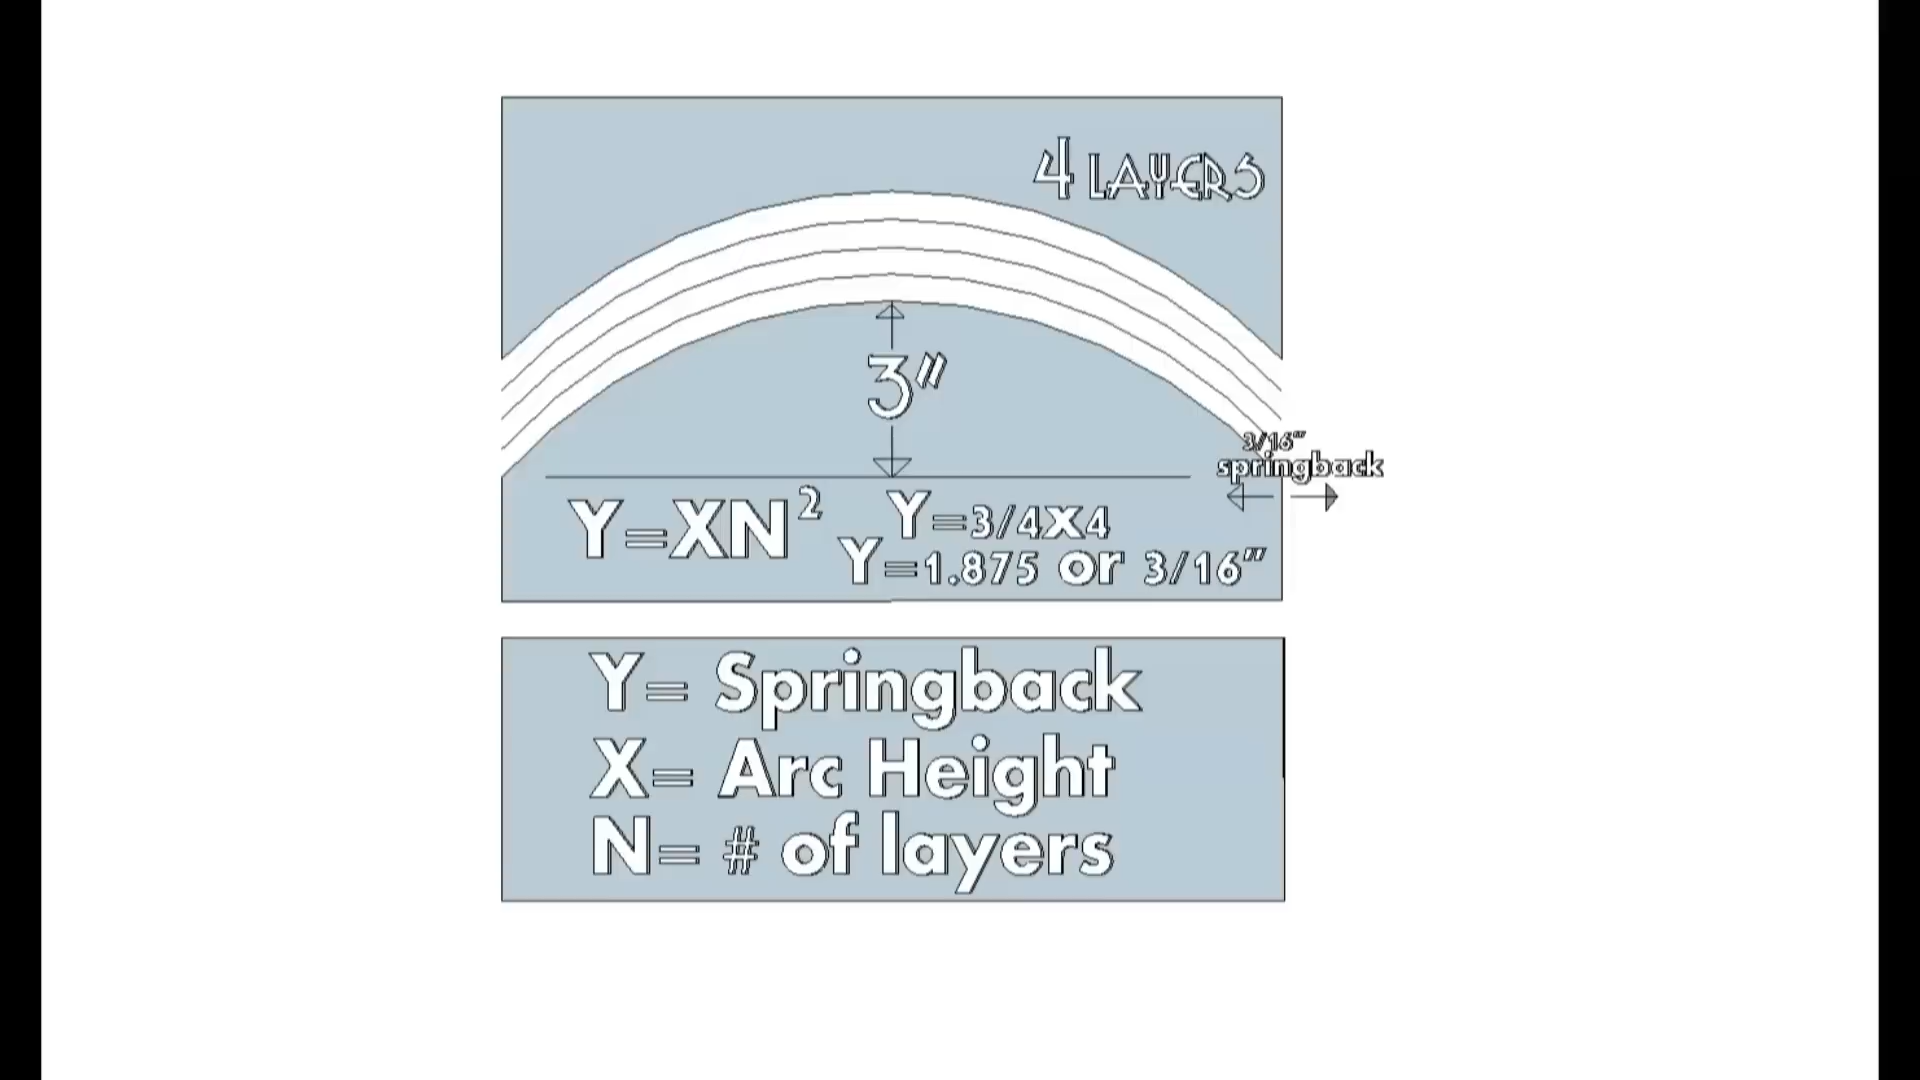 4 LAYERS
3"
3/16"
springback
Y=XN²
Y=3/4x4
Y=1.875 or 3/16"
Y= Springback
X= Arc Height
N= # of layers